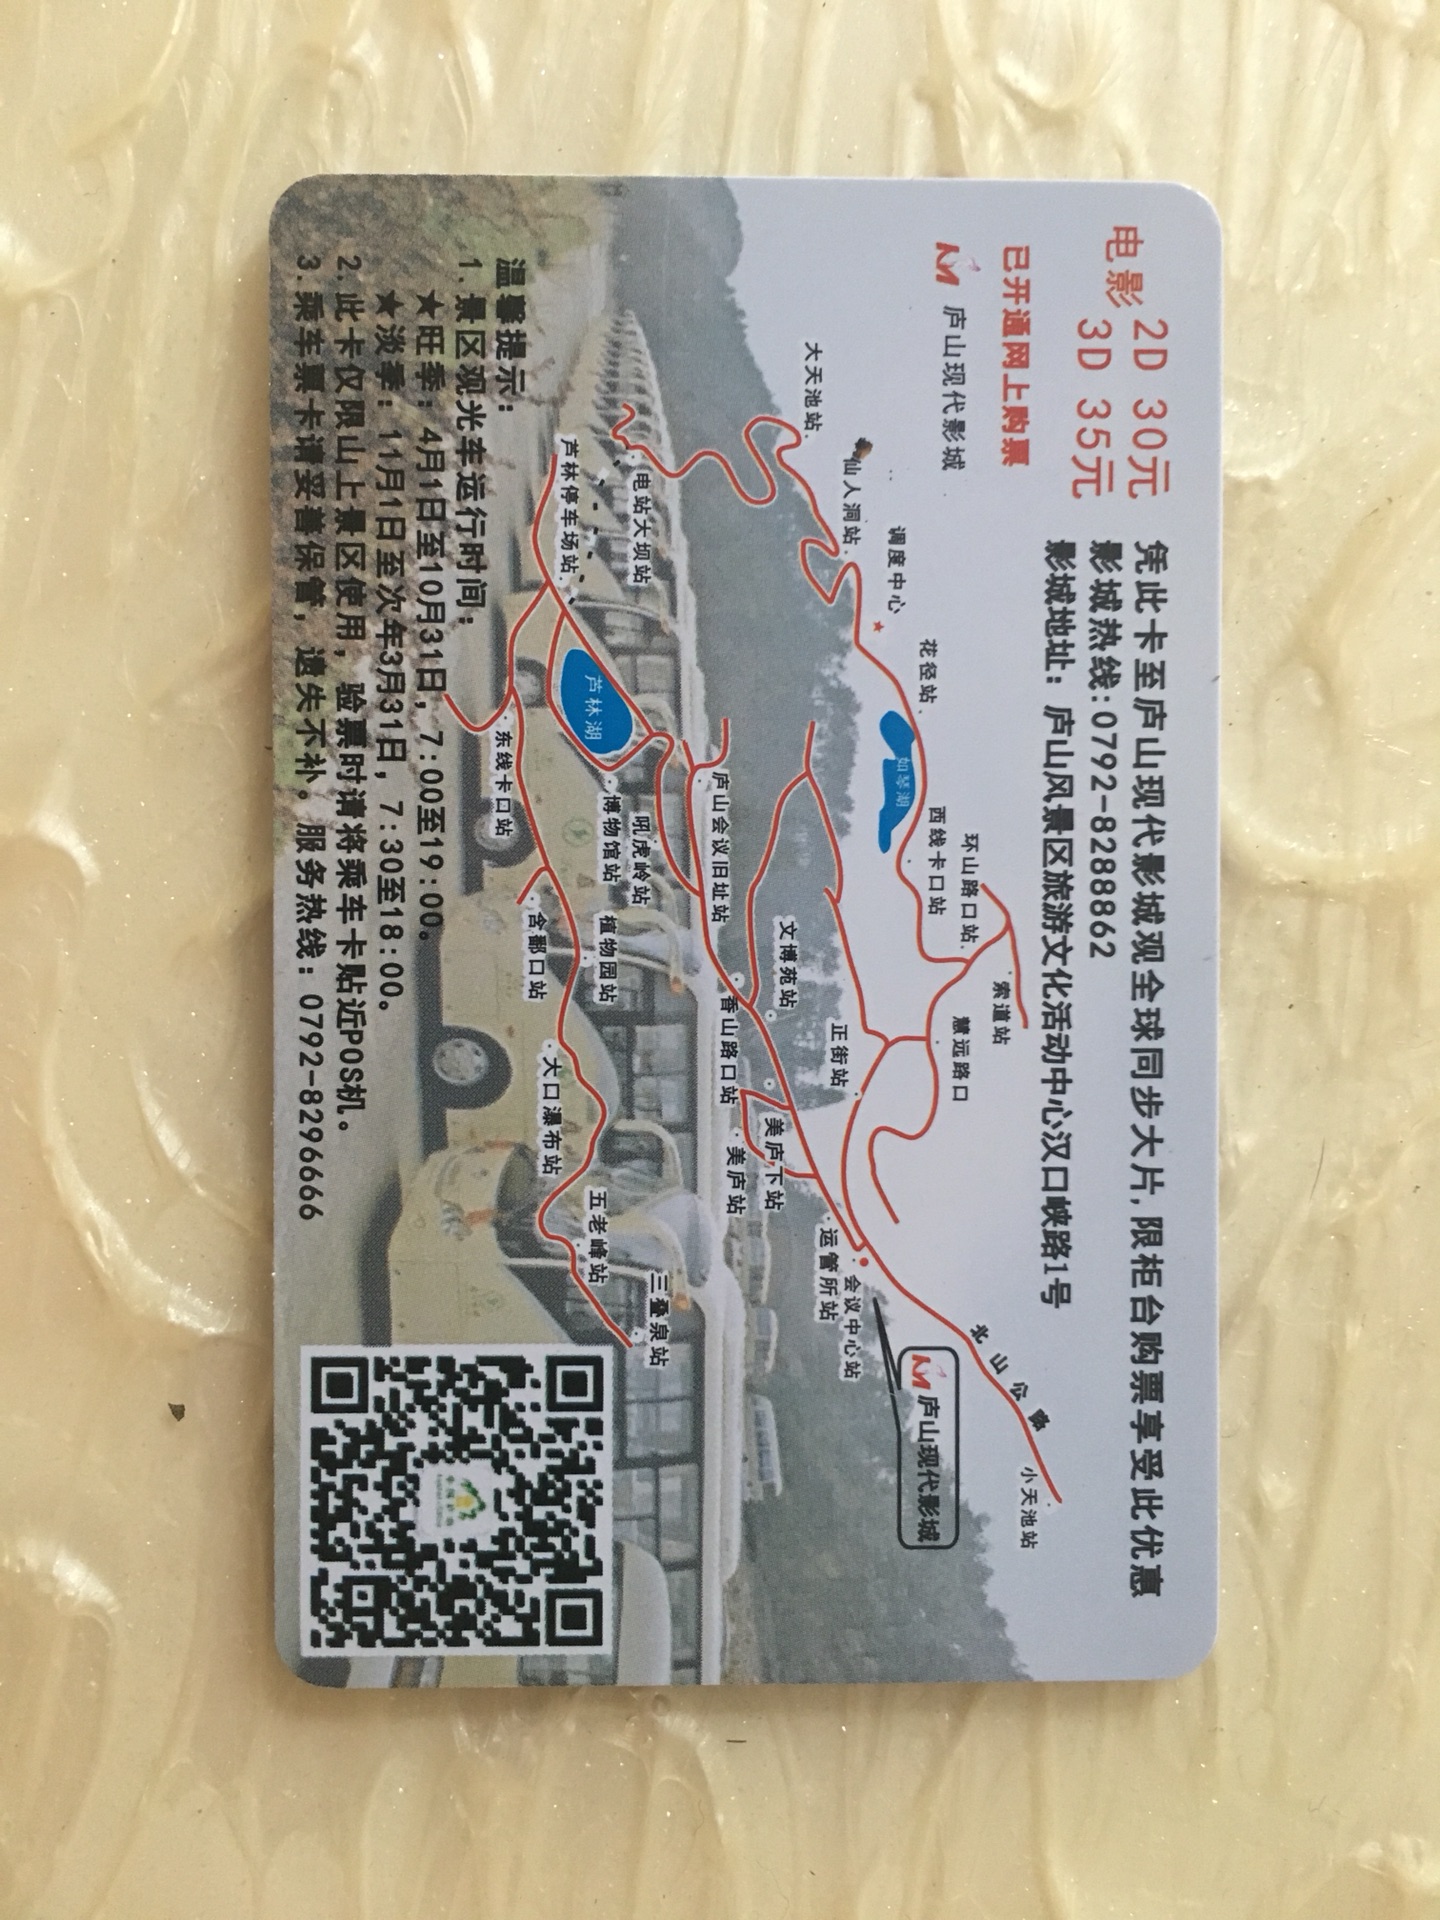 电影
2D 30元
3D 35元
凭此卡至庐山现代影城观全球同步大片,限柜台购票享受此优惠
影城热线:0792-8288862
影城地址：庐山风景区旅游文化活动中心汉口峡路1号
已开通网上购票
庐山现代影城
北山公路
小天池站
索道站
环山路口站
慧远路口
西线卡口站
花径站
如琴湖
庐山现代影城
调度中心
仙人洞站
会议中心站
正街站
运管所站
大天池站
文博苑站
美庐下站
美庐站
香山路口站
庐山会议旧址站
三叠泉站
电站大坝站
吼虎岭站
博物馆站
植物园站
五老峰站
芦林湖
芦林停车场站
大口瀑布站
含鄱口站
东线卡口站
温馨提示：
1.景区观光车运行时间：
★旺季：4月1日至10月31日，7:00至19:00。
★淡季：11月1日至次年3月31日，7:30至18:00。
2.此卡仅限山上景区使用，验票时请将乘车卡贴近POS机。
3.乘车票卡请妥善保管，遗失不补。服务热线：0792-8296666